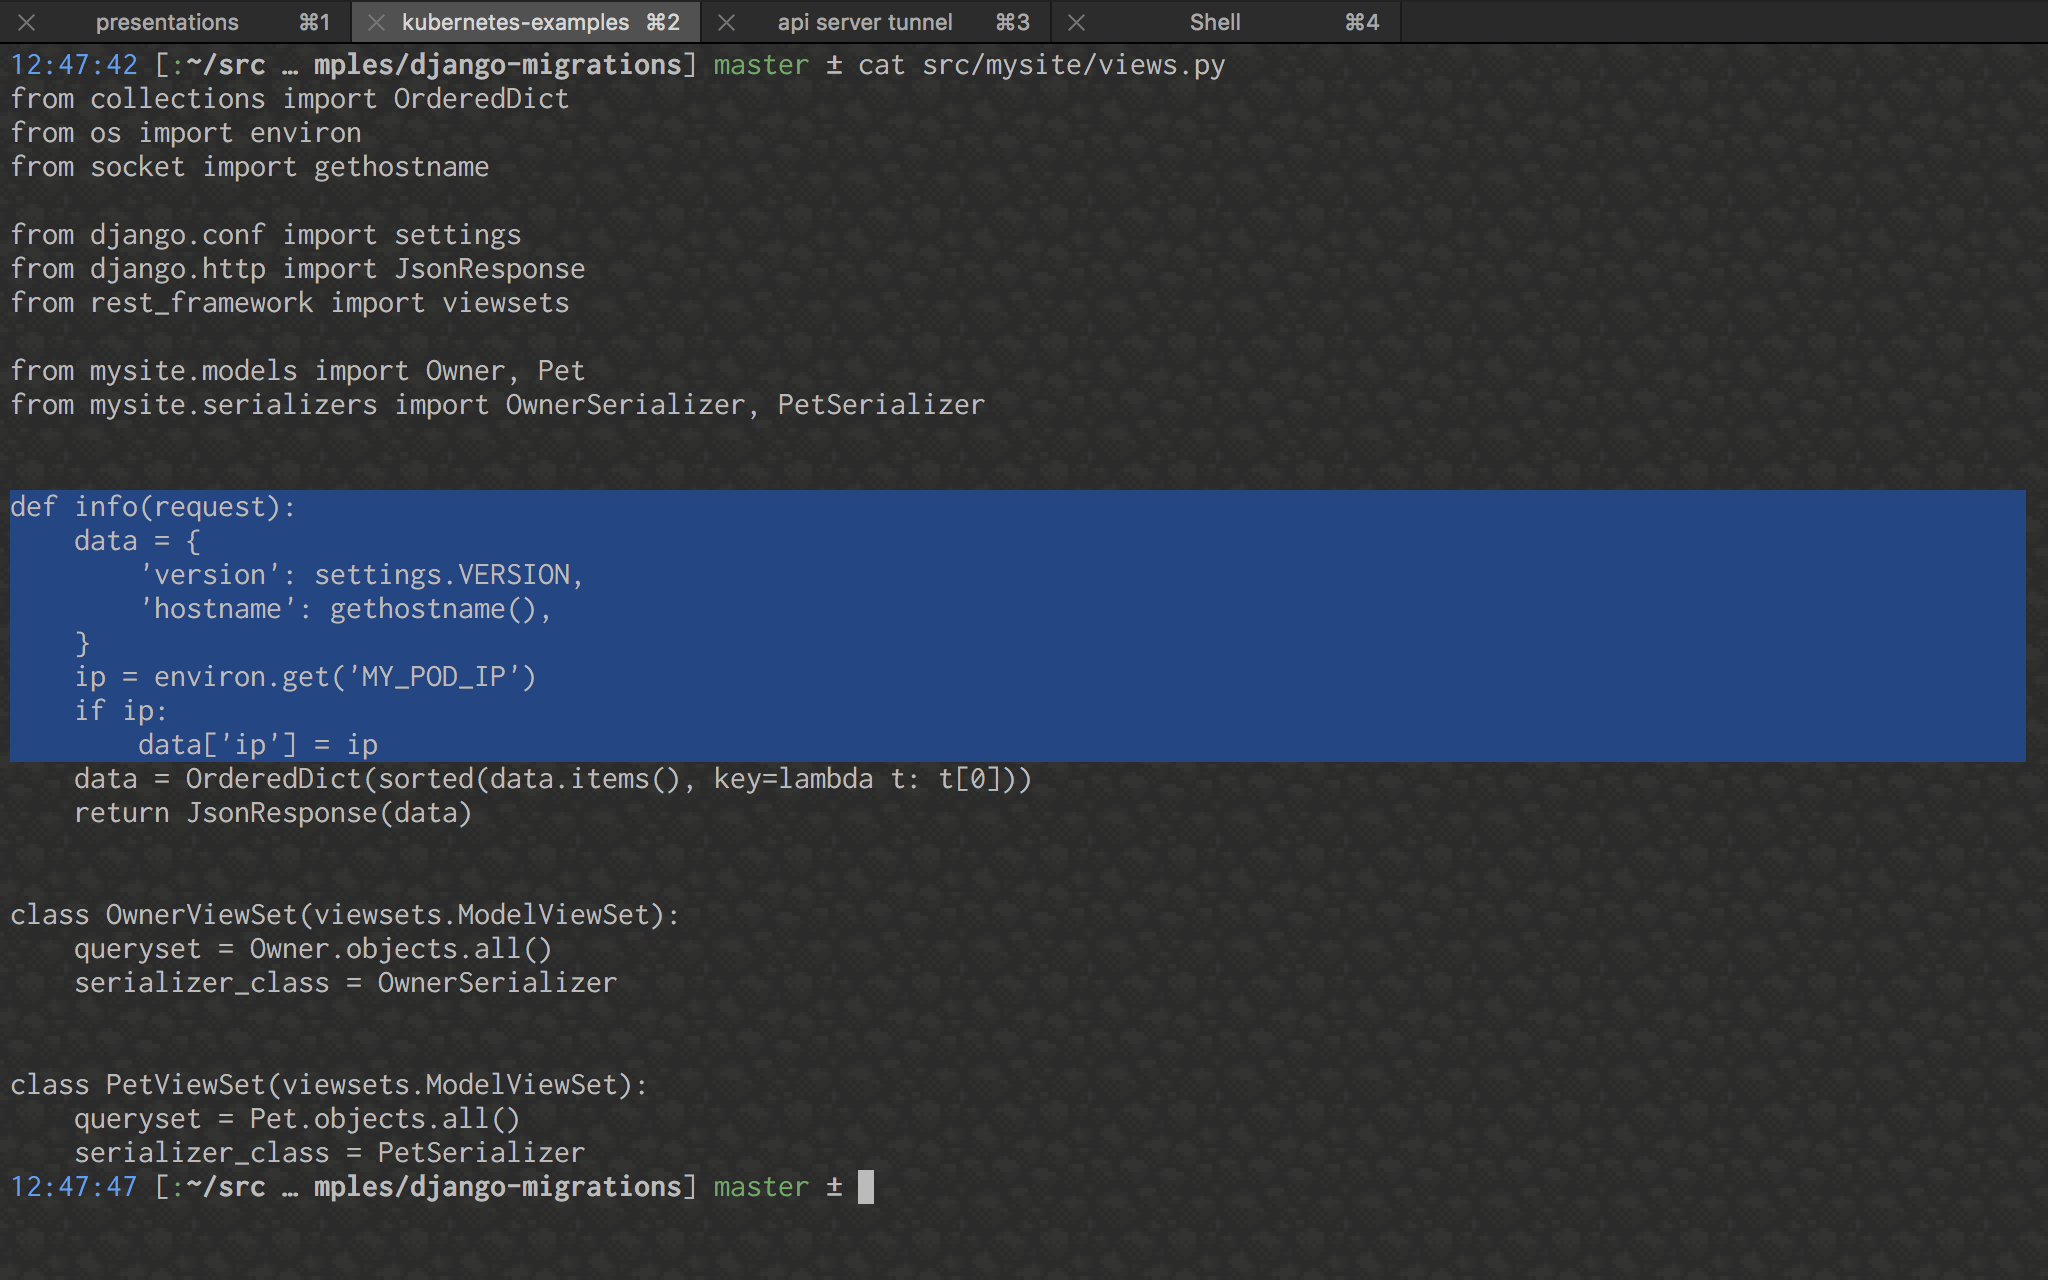 presentations ⌘1 kubernetes-examples ⌘2 api server tunnel ⌘3 Shell ⌘4
12:47:42 [:~/src … mples/django-migrations] master ± cat src/mysite/views.py
from collections import OrderedDict
from os import environ
from socket import gethostname

from django.conf import settings
from django.http import JsonResponse
from rest_framework import viewsets

from mysite.models import Owner, Pet
from mysite.serializers import OwnerSerializer, PetSerializer


def info(request):
    data = {
        'version': settings.VERSION,
        'hostname': gethostname(),
    }
    ip = environ.get('MY_POD_IP')
    if ip:
        data['ip'] = ip
    data = OrderedDict(sorted(data.items(), key=lambda t: t[0]))
    return JsonResponse(data)


class OwnerViewSet(viewsets.ModelViewSet):
    queryset = Owner.objects.all()
    serializer_class = OwnerSerializer


class PetViewSet(viewsets.ModelViewSet):
    queryset = Pet.objects.all()
    serializer_class = PetSerializer
12:47:47 [:~/src … mples/django-migrations] master ±